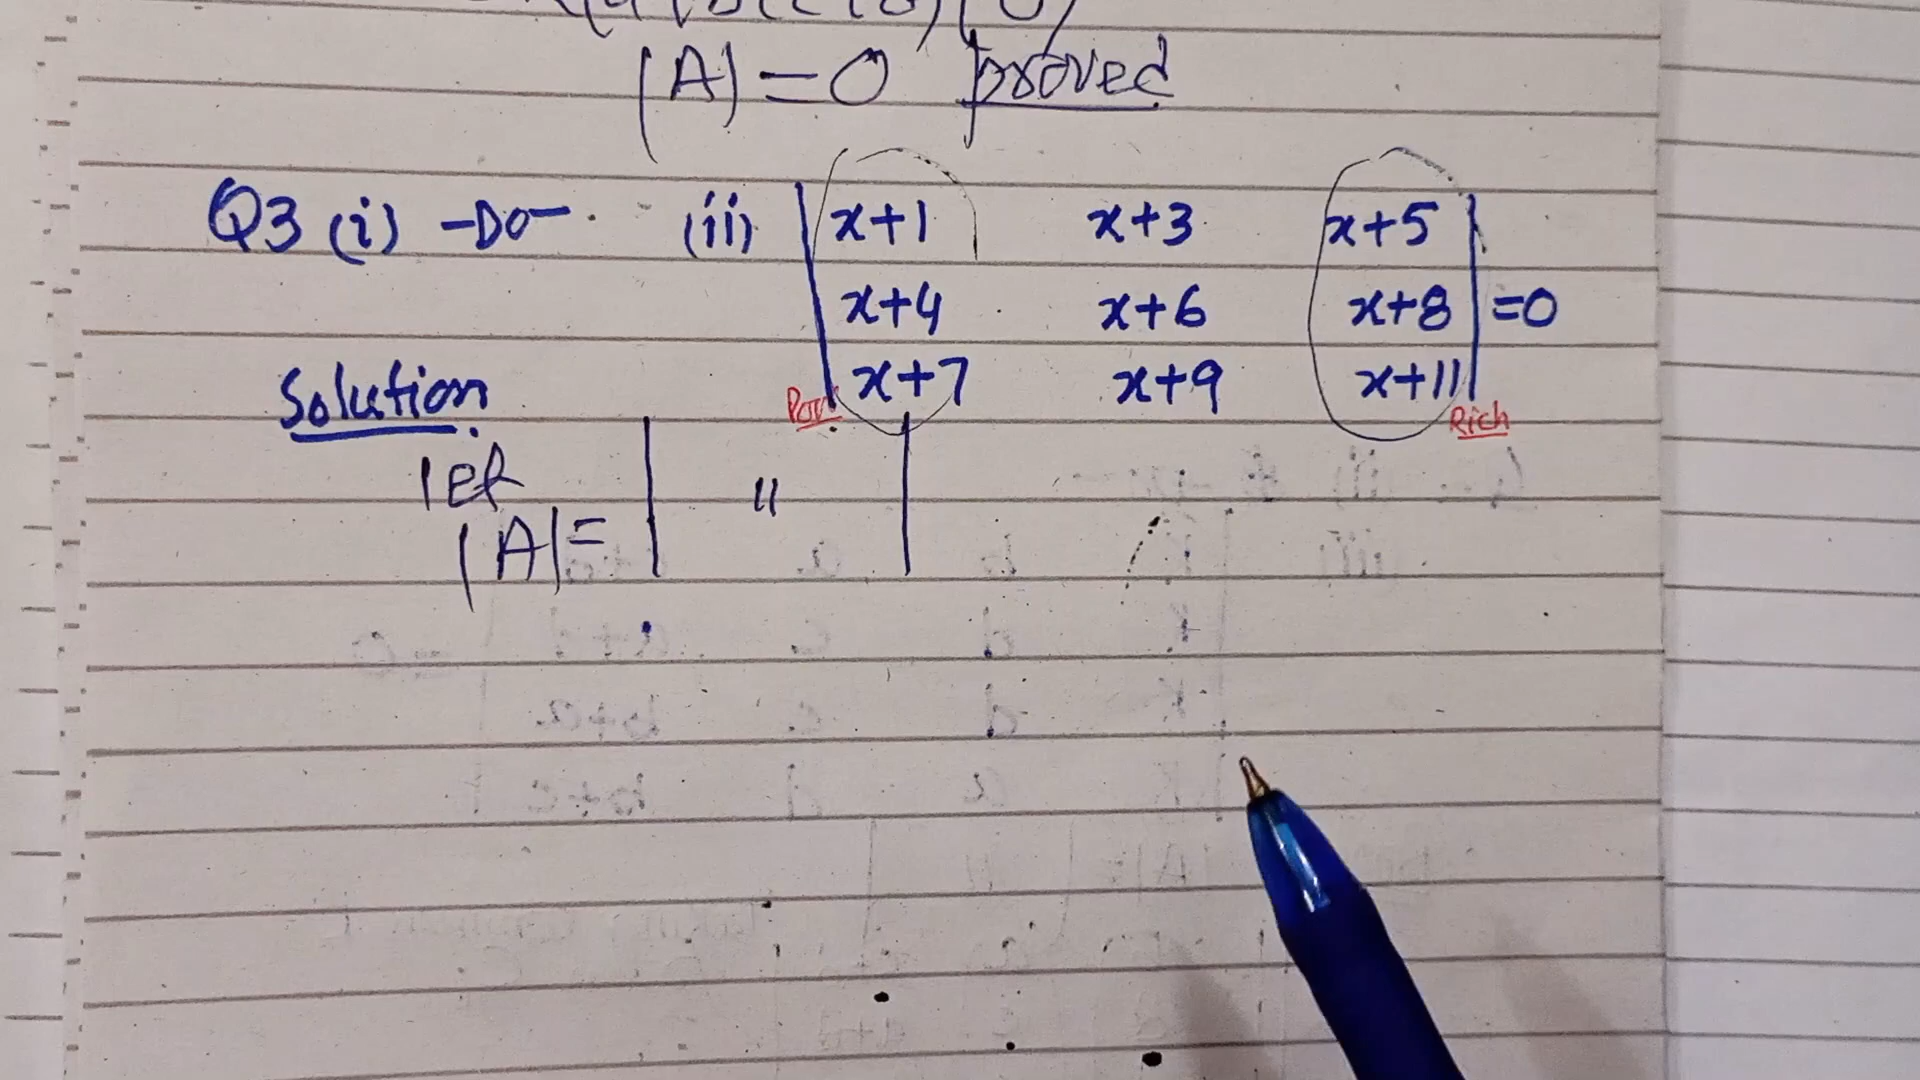 |A|=0 proved
Q3 (i) -Do- (ii) | x+1 x+3 x+5 |
x+4 x+6 x+8 | =0
x+7 x+9 x+11 |
Solution
Poor Rich
let
|A|= | " |